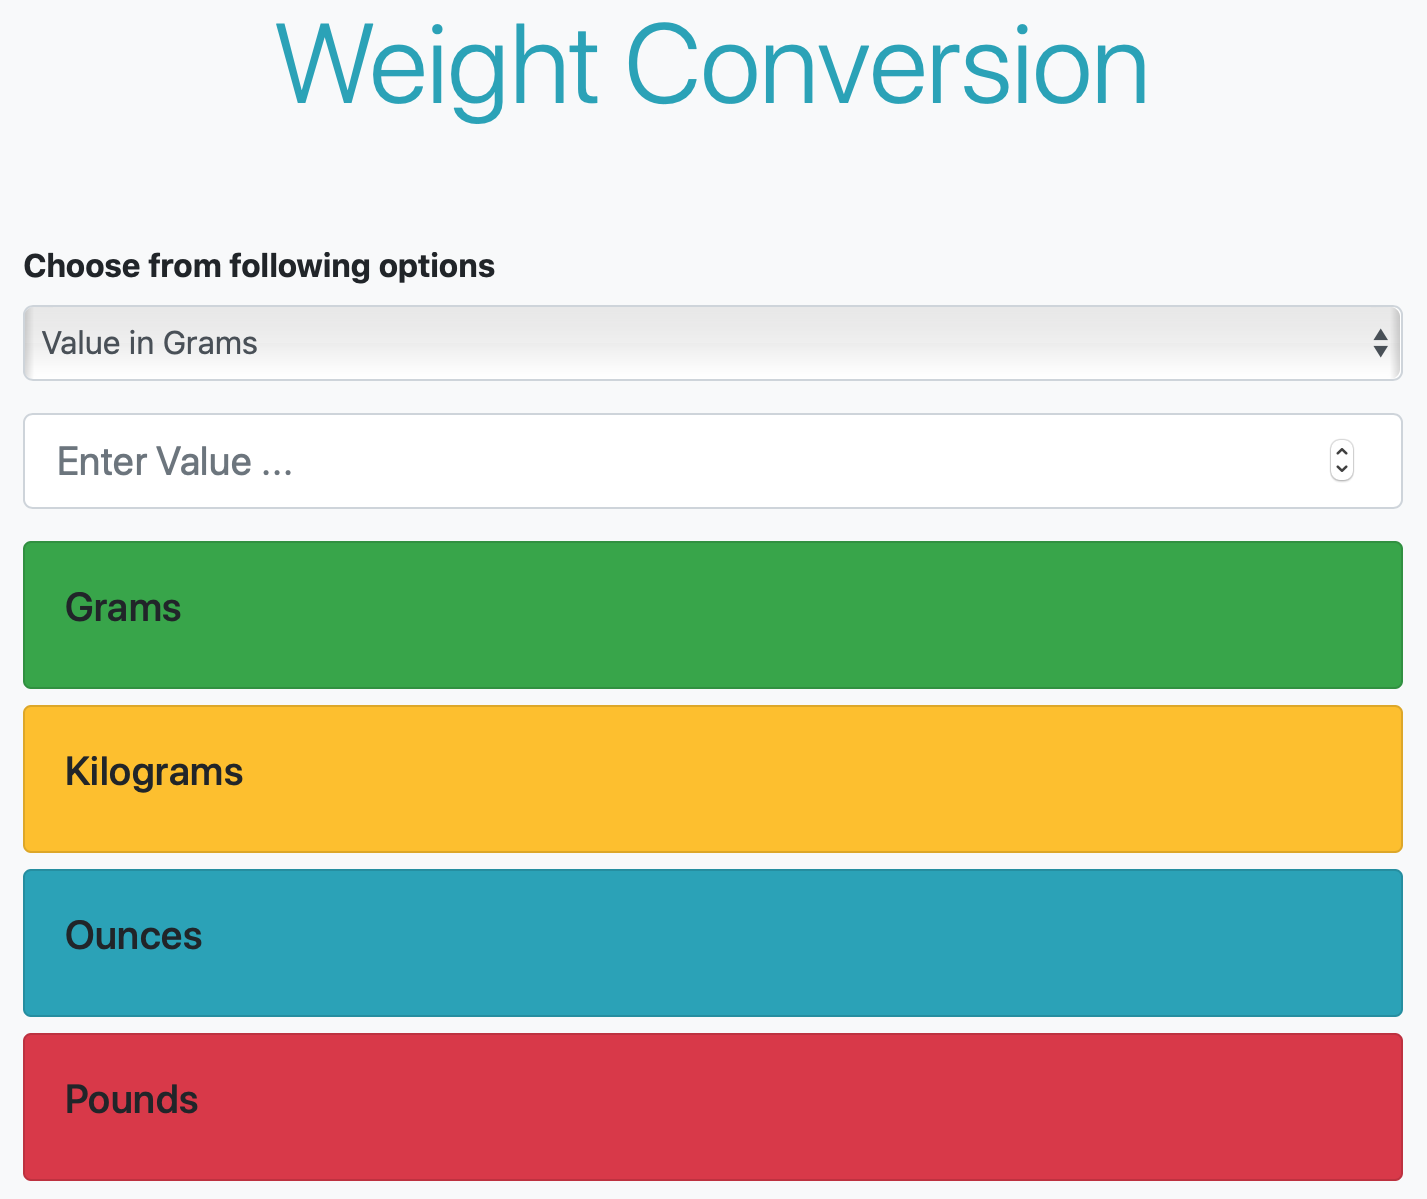 Weight Conversion
Choose from following options
Value in Grams
Enter Value ...
Grams
Kilograms
Ounces
Pounds